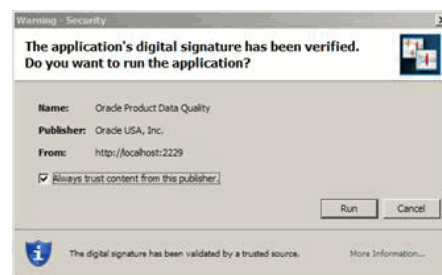 Warning - Security
The application's digital signature has been verified.
Do you want to run the application?
Name: Oracle Product Data Quality
Publisher: Oracle USA, Inc.
From: http://localhost:2229
Always trust content from this publisher.
Run Cancel
The digital signature has been validated by a trusted source. More Information...